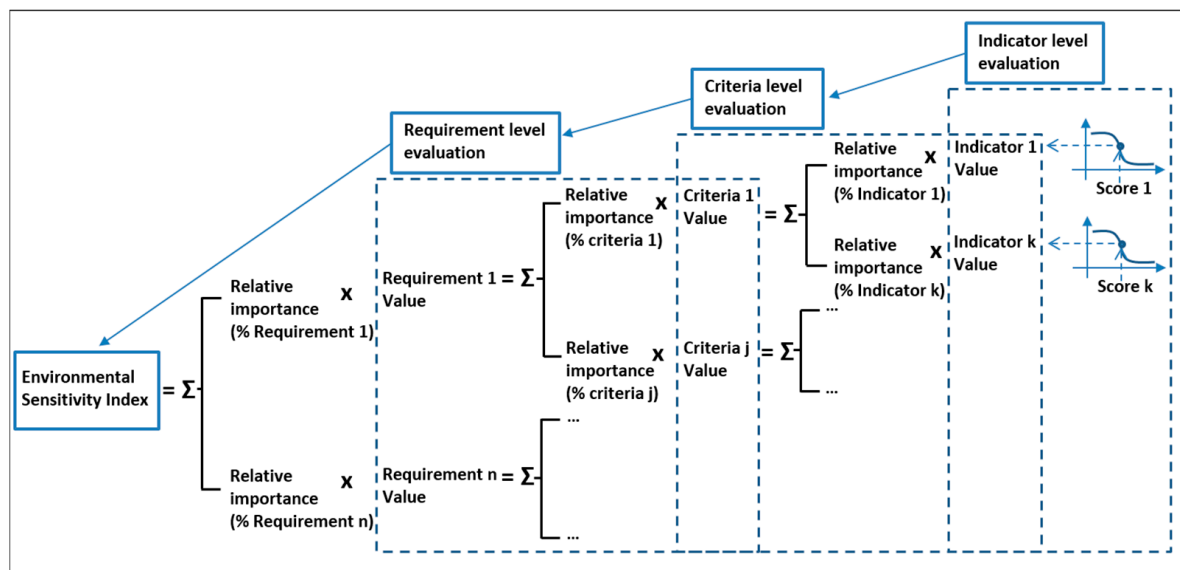 Indicator level
evaluation
Criteria level
evaluation
Requirement level
evaluation
Relative
importance
(% Indicator 1)
x
Indicator 1
Value
Score 1
Relative
importance
(% criteria 1)
x
Criteria 1
Value
= Σ
Relative
importance
(% Indicator k)
x
Indicator k
Value
Score k
Relative
importance
(% Requirement 1)
x
Requirement 1
Value
= Σ
...
Relative
importance
(% criteria j)
x
Criteria j
Value
= Σ
...
Environmental
Sensitivity Index
= Σ
...
Relative
importance
(% Requirement n)
x
Requirement n
Value
= Σ
...